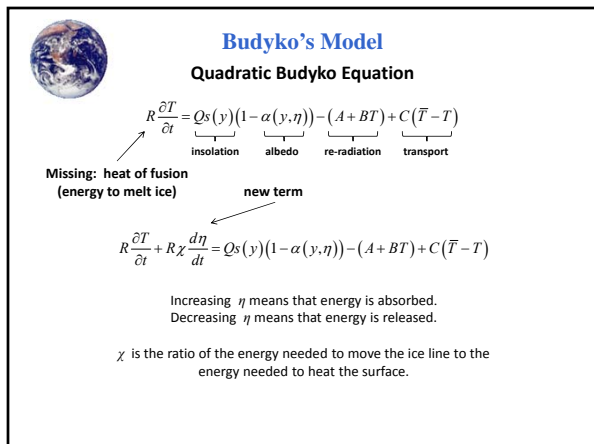 Budyko's Model
Quadratic Budyko Equation
R ∂T/∂t = Qs(y)(1 − α(y,η)) − (A + BT) + C(T̅ − T)
insolation albedo re-radiation transport
Missing: heat of fusion
(energy to melt ice)
new term
R ∂T/∂t + Rχ dη/dt = Qs(y)(1 − α(y,η)) − (A + BT) + C(T̅ − T)
Increasing η means that energy is absorbed.
Decreasing η means that energy is released.
χ is the ratio of the energy needed to move the ice line to the
energy needed to heat the surface.